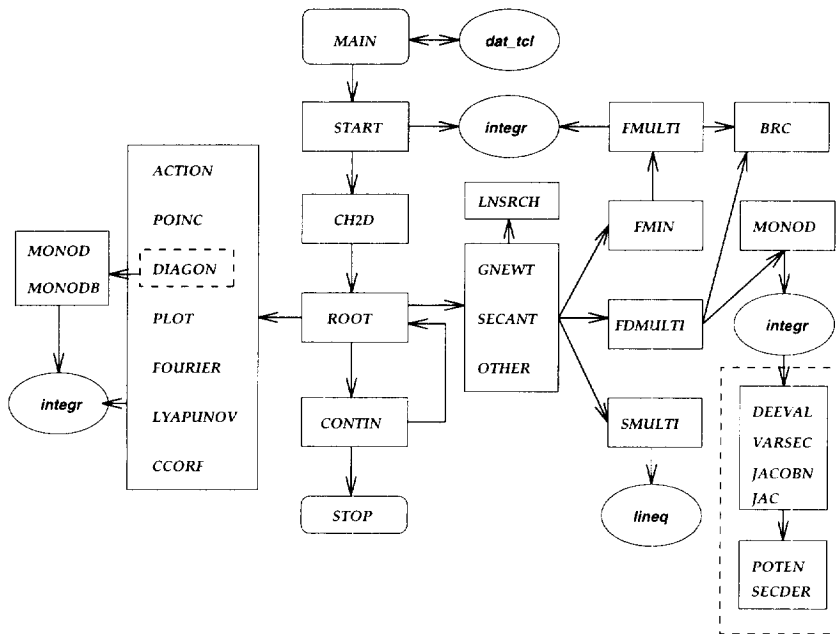 MAIN
dat_tcl
START
integr
FMULTI
BRC
ACTION
POINC
DIAGON
PLOT
FOURIER
LYAPUNOV
CCORF
MONOD
MONODB
integr
CH2D
ROOT
CONTIN
STOP
LNSRCH
GNEWT
SECANT
OTHER
FMIN
FDMULTI
SMULTI
lineq
MONOD
integr
DEEVAL
VARSEC
JACOBN
JAC
POTEN
SECDER